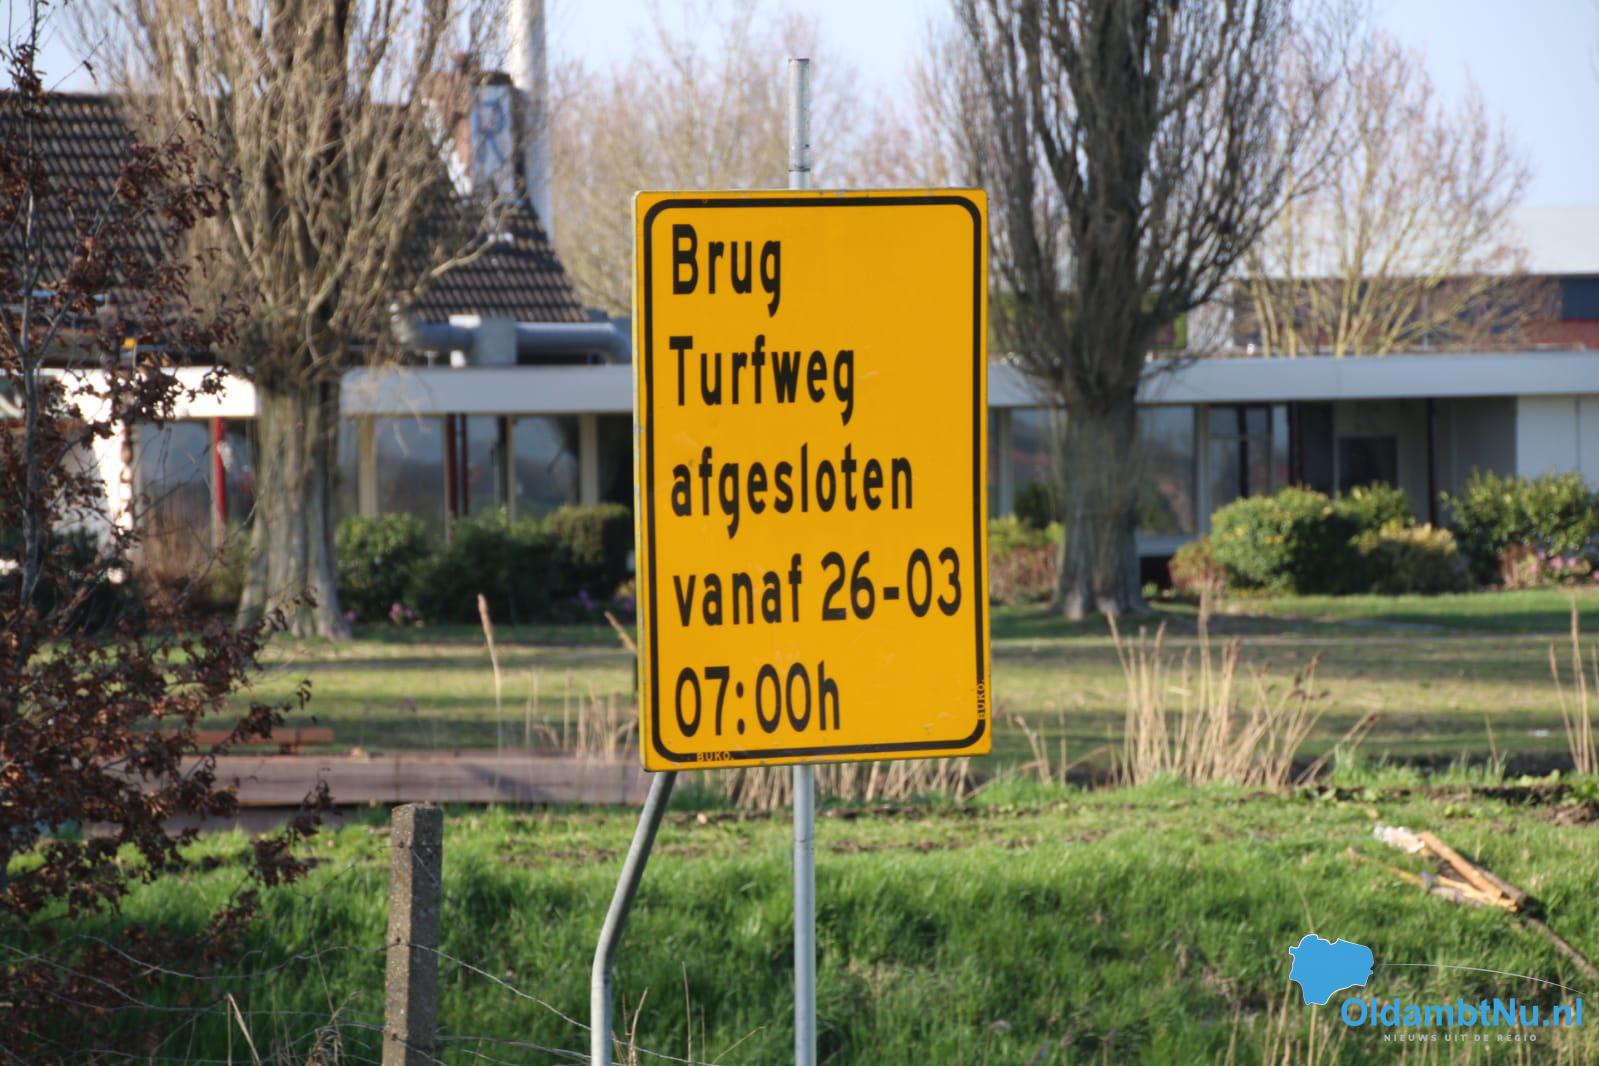 Brug
Turfweg
afgesloten
vanaf 26-03
07:00h
BUKO.
BUKO.
OldambtNu.nl
NIEUWS UIT DE REGIO